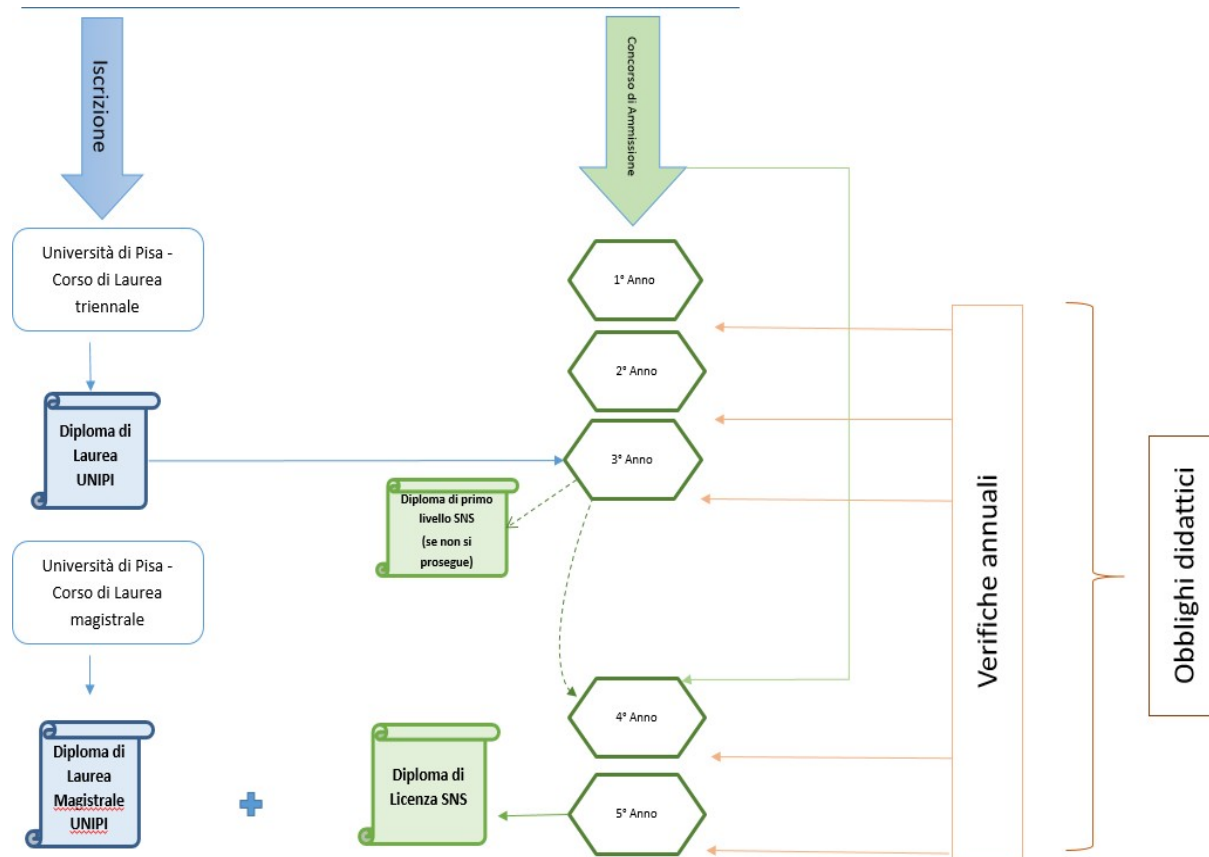 Iscrizione
Concorso di Ammissione
Università di Pisa -
Corso di Laurea
triennale
1° Anno
2° Anno
Diploma di
Laurea
UNIPI
3° Anno
Diploma di primo
livello SNS
(se non si
prosegue)
Università di Pisa -
Corso di Laurea
magistrale
4° Anno
Diploma di
Laurea
Magistrale
UNIPI
Diploma di
Licenza SNS
5° Anno
Verifiche annuali
Obblighi didattici